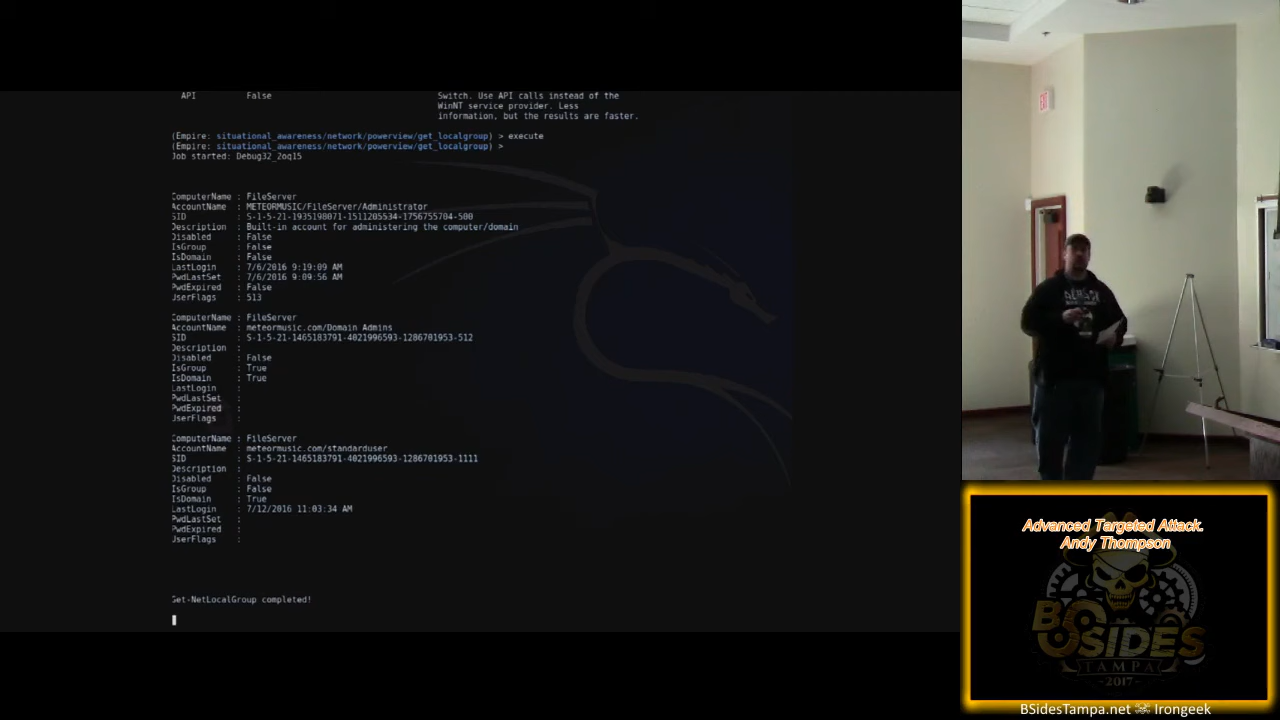 API False Switch. Use API calls instead of the
WinNT service provider. Less
information, but the results are faster.
(Empire: situational_awareness/network/powerview/get_localgroup) > execute
(Empire: situational_awareness/network/powerview/get_localgroup) >
Job started: Debug32_2oq15
ComputerName : FileServer
AccountName : METEORMUSIC/FileServer/Administrator
SID : S-1-5-21-1935198071-1511205534-1756755704-500
Description : Built-in account for administering the computer/domain
Disabled : False
IsGroup : False
IsDomain : False
LastLogin : 7/6/2016 9:19:09 AM
PwdLastSet : 7/6/2016 9:09:56 AM
PwdExpired : False
UserFlags : 513
ComputerName : FileServer
AccountName : meteormusic.com/Domain Admins
SID : S-1-5-21-1465183791-4021996593-1286701953-512
Description :
Disabled : False
IsGroup : True
IsDomain : True
LastLogin :
PwdLastSet :
PwdExpired :
UserFlags :
ComputerName : FileServer
AccountName : meteormusic.com/standarduser
SID : S-1-5-21-1465183791-4021996593-1286701953-1111
Description :
Disabled : False
IsGroup : False
IsDomain : True
LastLogin : 7/12/2016 11:03:34 AM
PwdLastSet :
PwdExpired :
UserFlags :
Get-NetLocalGroup completed!
EXIT
Advanced Targeted Attack.
Andy Thompson
BSIDES
TAMPA
-2017-
BSidesTampa.net Irongeek